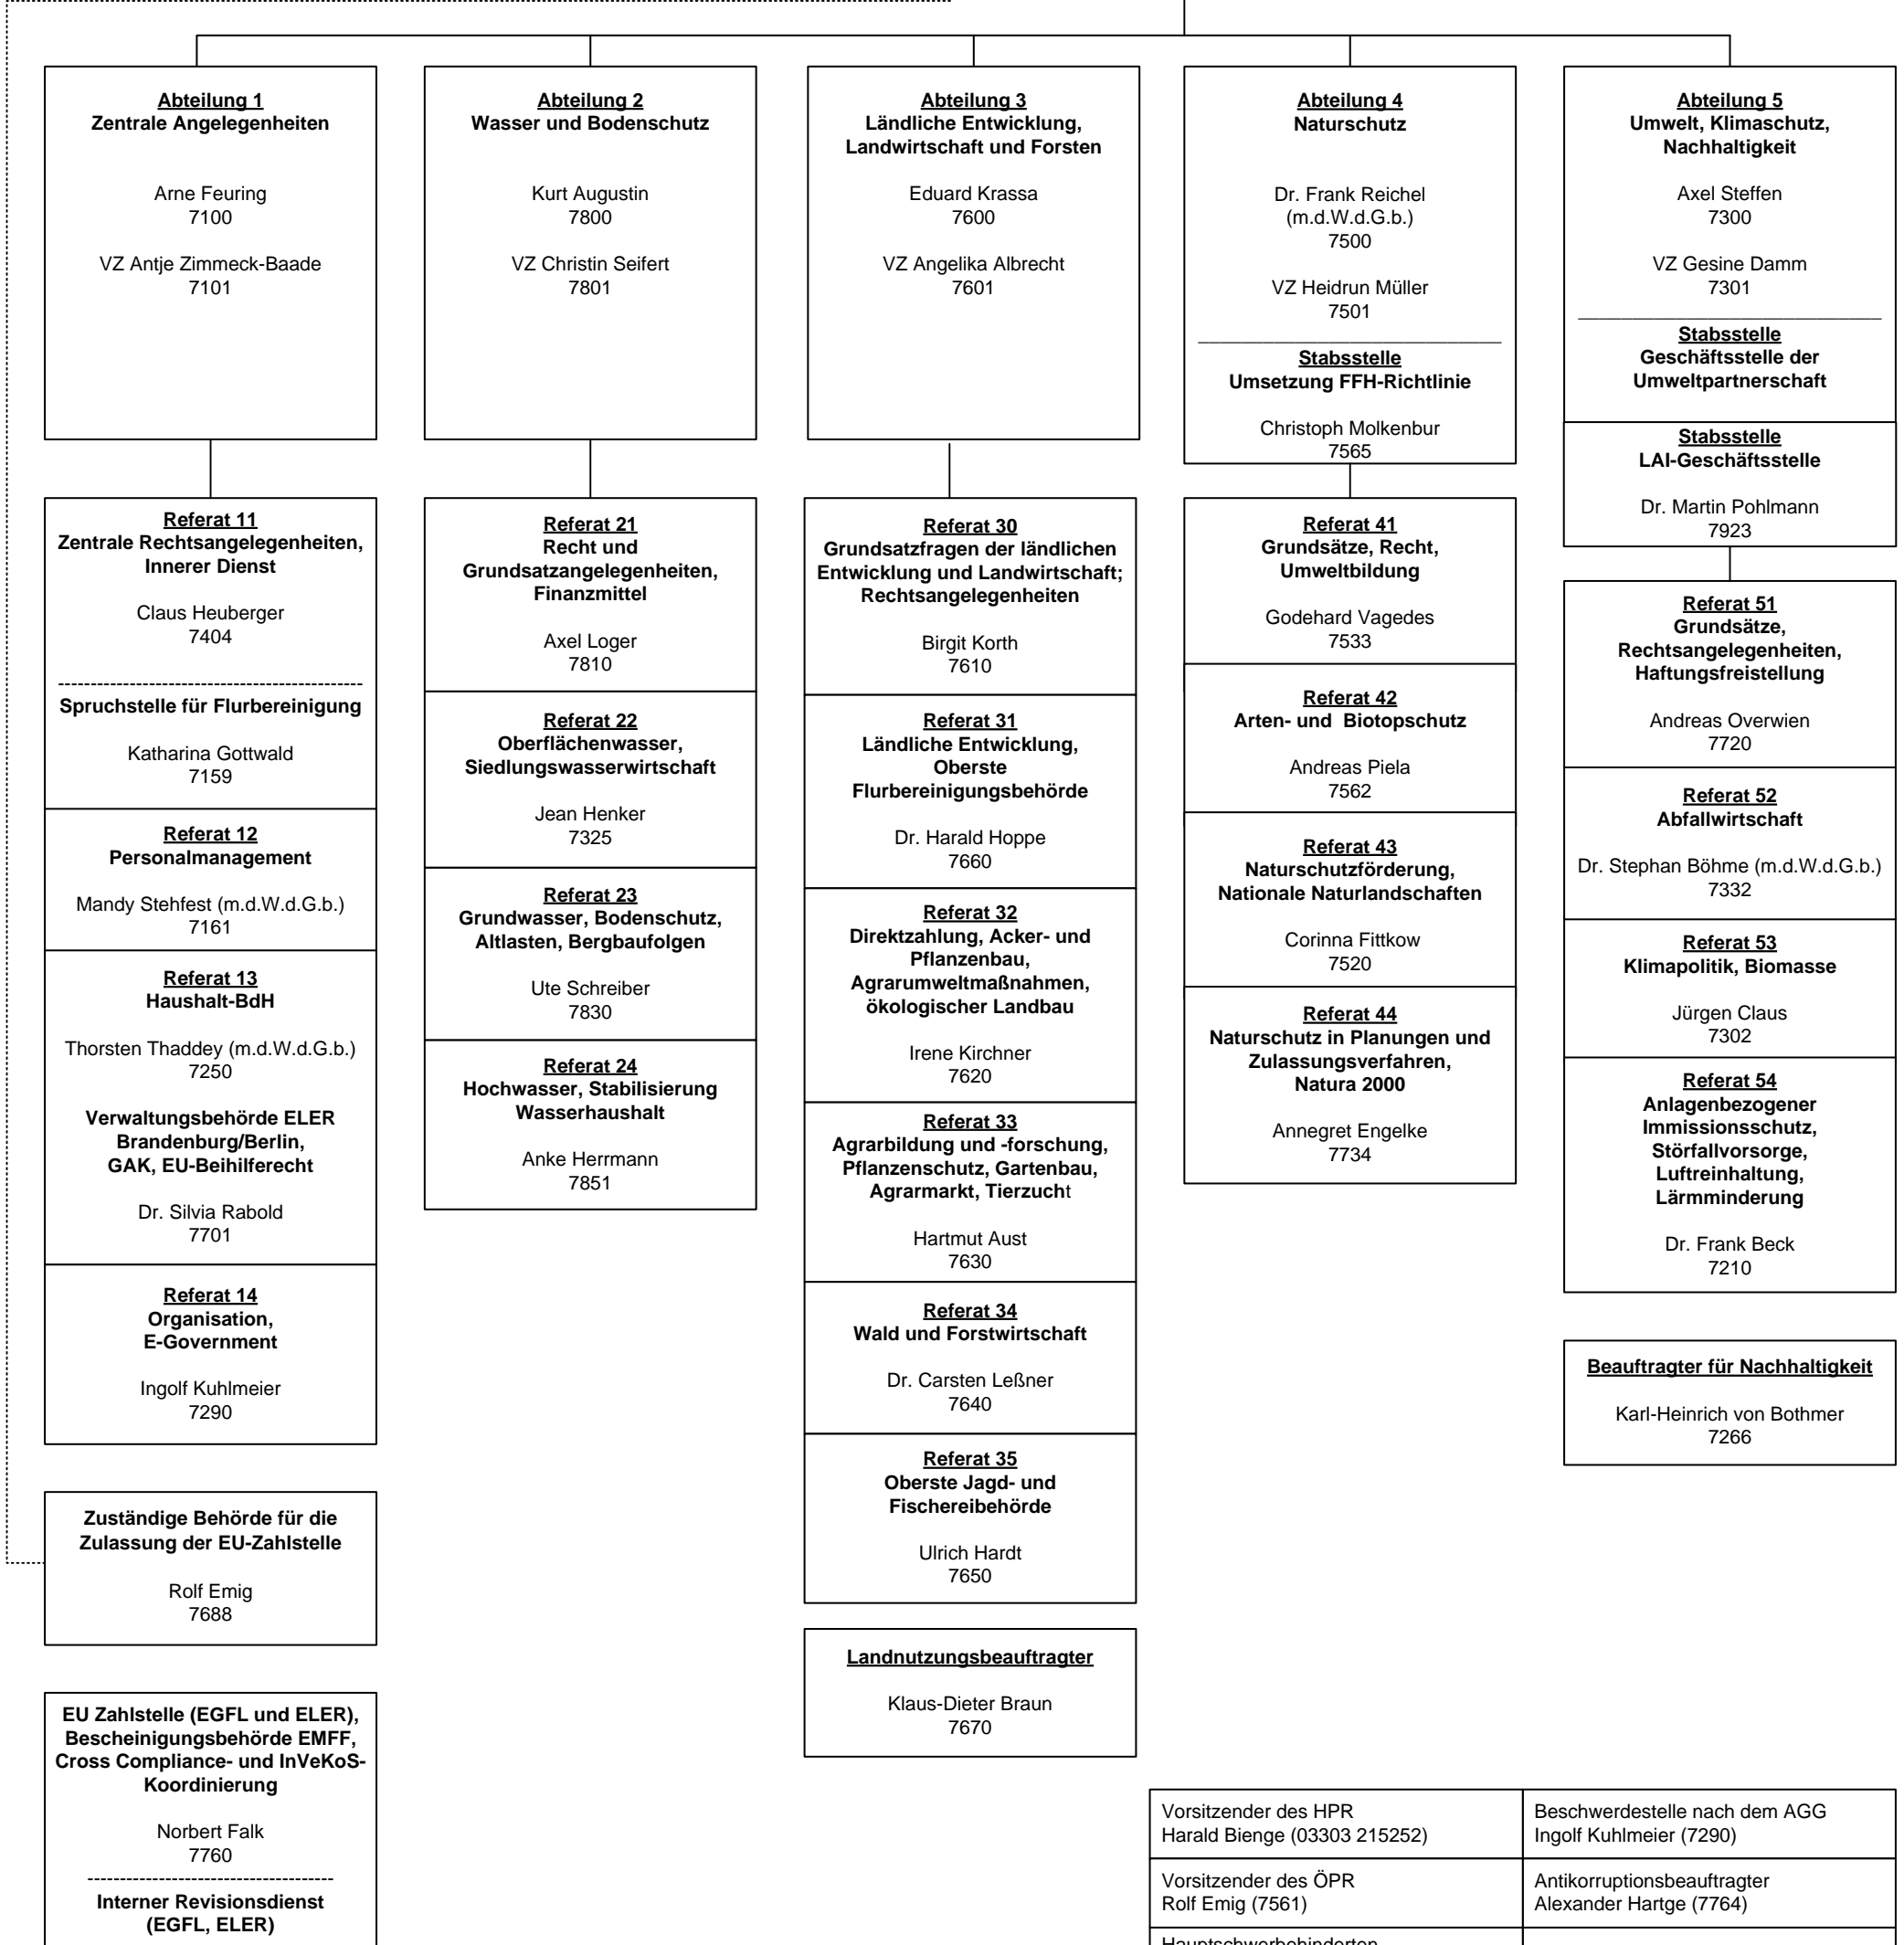 Abteilung 1
Zentrale Angelegenheiten
Arne Feuring
7100
VZ Antje Zimmeck-Baade
7101
Abteilung 2
Wasser und Bodenschutz
Kurt Augustin
7800
VZ Christin Seifert
7801
Abteilung 3
Ländliche Entwicklung,
Landwirtschaft und Forsten
Eduard Krassa
7600
VZ Angelika Albrecht
7601
Abteilung 4
Naturschutz
Dr. Frank Reichel
(m.d.W.d.G.b.)
7500
VZ Heidrun Müller
7501
Stabsstelle
Umsetzung FFH-Richtlinie
Christoph Molkenbur
7565
Abteilung 5
Umwelt, Klimaschutz,
Nachhaltigkeit
Axel Steffen
7300
VZ Gesine Damm
7301
Stabsstelle
Geschäftsstelle der
Umweltpartnerschaft
Stabsstelle
LAI-Geschäftsstelle
Dr. Martin Pohlmann
7923
Referat 11
Zentrale Rechtsangelegenheiten,
Innerer Dienst
Claus Heuberger
7404
Spruchstelle für Flurbereinigung
Katharina Gottwald
7159
Referat 12
Personalmanagement
Mandy Stehfest (m.d.W.d.G.b.)
7161
Referat 13
Haushalt-BdH
Thorsten Thaddey (m.d.W.d.G.b.)
7250
Verwaltungsbehörde ELER
Brandenburg/Berlin,
GAK, EU-Beihilferecht
Dr. Silvia Rabold
7701
Referat 14
Organisation,
E-Government
Ingolf Kuhlmeier
7290
Zuständige Behörde für die
Zulassung der EU-Zahlstelle
Rolf Emig
7688
EU Zahlstelle (EGFL und ELER),
Bescheinigungsbehörde EMFF,
Cross Compliance- und InVeKoS-
Koordinierung
Norbert Falk
7760
Interner Revisionsdienst
(EGFL, ELER)
Referat 21
Recht und
Grundsatzangelegenheiten,
Finanzmittel
Axel Loger
7810
Referat 22
Oberflächenwasser,
Siedlungswasserwirtschaft
Jean Henker
7325
Referat 23
Grundwasser, Bodenschutz,
Altlasten, Bergbaufolgen
Ute Schreiber
7830
Referat 24
Hochwasser, Stabilisierung
Wasserhaushalt
Anke Herrmann
7851
Referat 30
Grundsatzfragen der ländlichen
Entwicklung und Landwirtschaft;
Rechtsangelegenheiten
Birgit Korth
7610
Referat 31
Ländliche Entwicklung,
Oberste
Flurbereinigungsbehörde
Dr. Harald Hoppe
7660
Referat 32
Direktzahlung, Acker- und
Pflanzenbau,
Agrarumweltmaßnahmen,
ökologischer Landbau
Irene Kirchner
7620
Referat 33
Agrarbildung und -forschung,
Pflanzenschutz, Gartenbau,
Agrarmarkt, Tierzucht
Hartmut Aust
7630
Referat 34
Wald und Forstwirtschaft
Dr. Carsten Leßner
7640
Referat 35
Oberste Jagd- und
Fischereibehörde
Ulrich Hardt
7650
Landnutzungsbeauftragter
Klaus-Dieter Braun
7670
Referat 41
Grundsätze, Recht,
Umweltbildung
Godehard Vagedes
7533
Referat 42
Arten- und Biotopschutz
Andreas Piela
7562
Referat 43
Naturschutzförderung,
Nationale Naturlandschaften
Corinna Fittkow
7520
Referat 44
Naturschutz in Planungen und
Zulassungsverfahren,
Natura 2000
Annegret Engelke
7734
Referat 51
Grundsätze,
Rechtsangelegenheiten,
Haftungsfreistellung
Andreas Overwien
7720
Referat 52
Abfallwirtschaft
Dr. Stephan Böhme (m.d.W.d.G.b.)
7332
Referat 53
Klimapolitik, Biomasse
Jürgen Claus
7302
Referat 54
Anlagenbezogener
Immissionsschutz,
Störfallvorsorge,
Luftreinhaltung,
Lärmminderung
Dr. Frank Beck
7210
Beauftragter für Nachhaltigkeit
Karl-Heinrich von Bothmer
7266
Vorsitzender des HPR
Harald Bienge (03303 215252)
Beschwerdestelle nach dem AGG
Ingolf Kuhlmeier (7290)
Vorsitzender des ÖPR
Rolf Emig (7561)
Antikorruptionsbeauftragter
Alexander Hartge (7764)